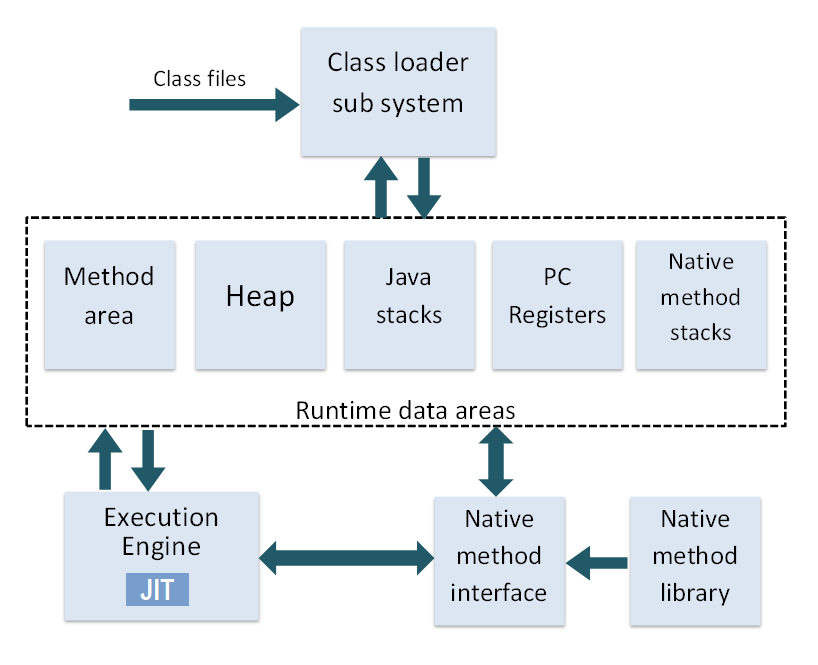 Class files
Class loader
sub system
Method
area
Heap
Java
stacks
PC
Registers
Native
method
stacks
Runtime data areas
Execution
Engine
JIT
Native
method
interface
Native
method
library